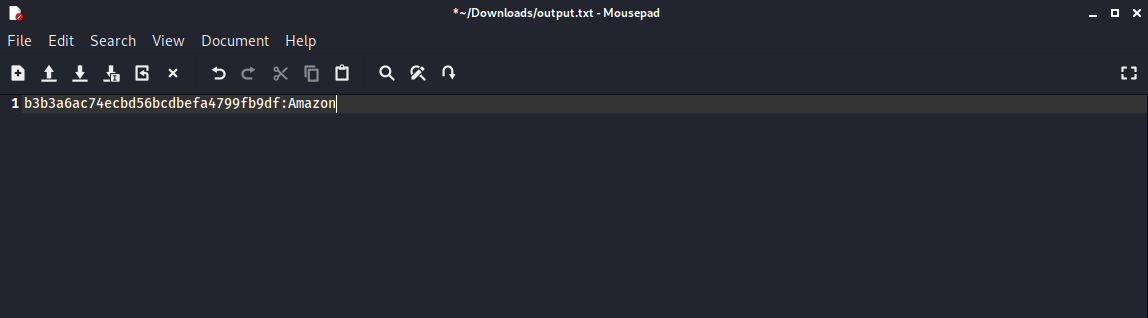 *~/Downloads/output.txt - Mousepad
File Edit Search View Document Help
1 b3b3a6ac74ecbd56bcdbefa4799fb9df:Amazon